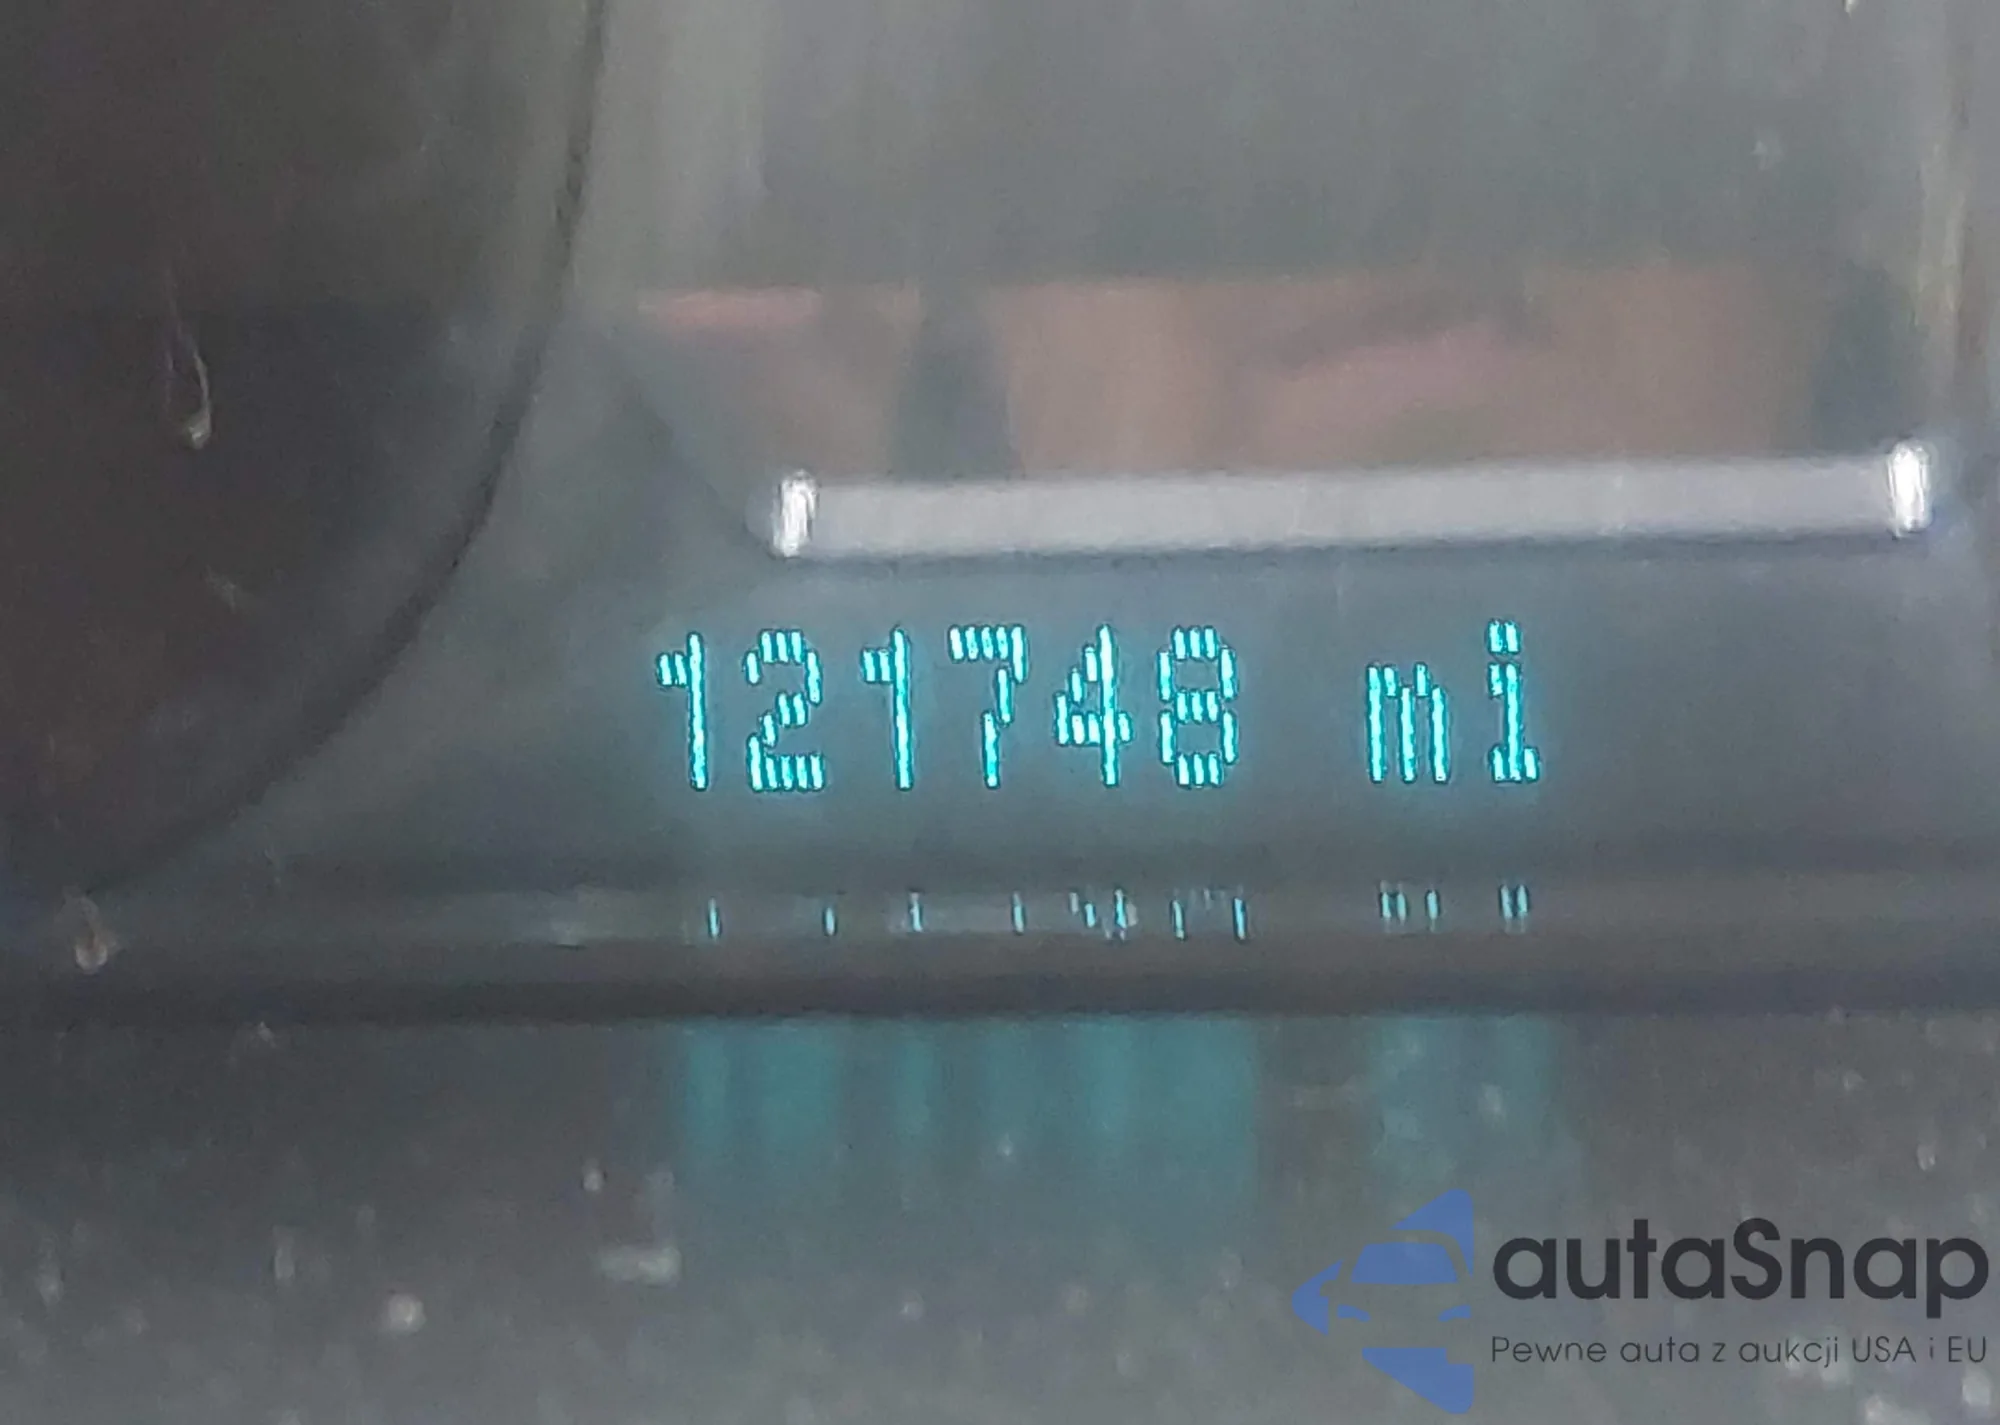 121748 mi
autaSnap
Pewne auta z aukcji USA i EU